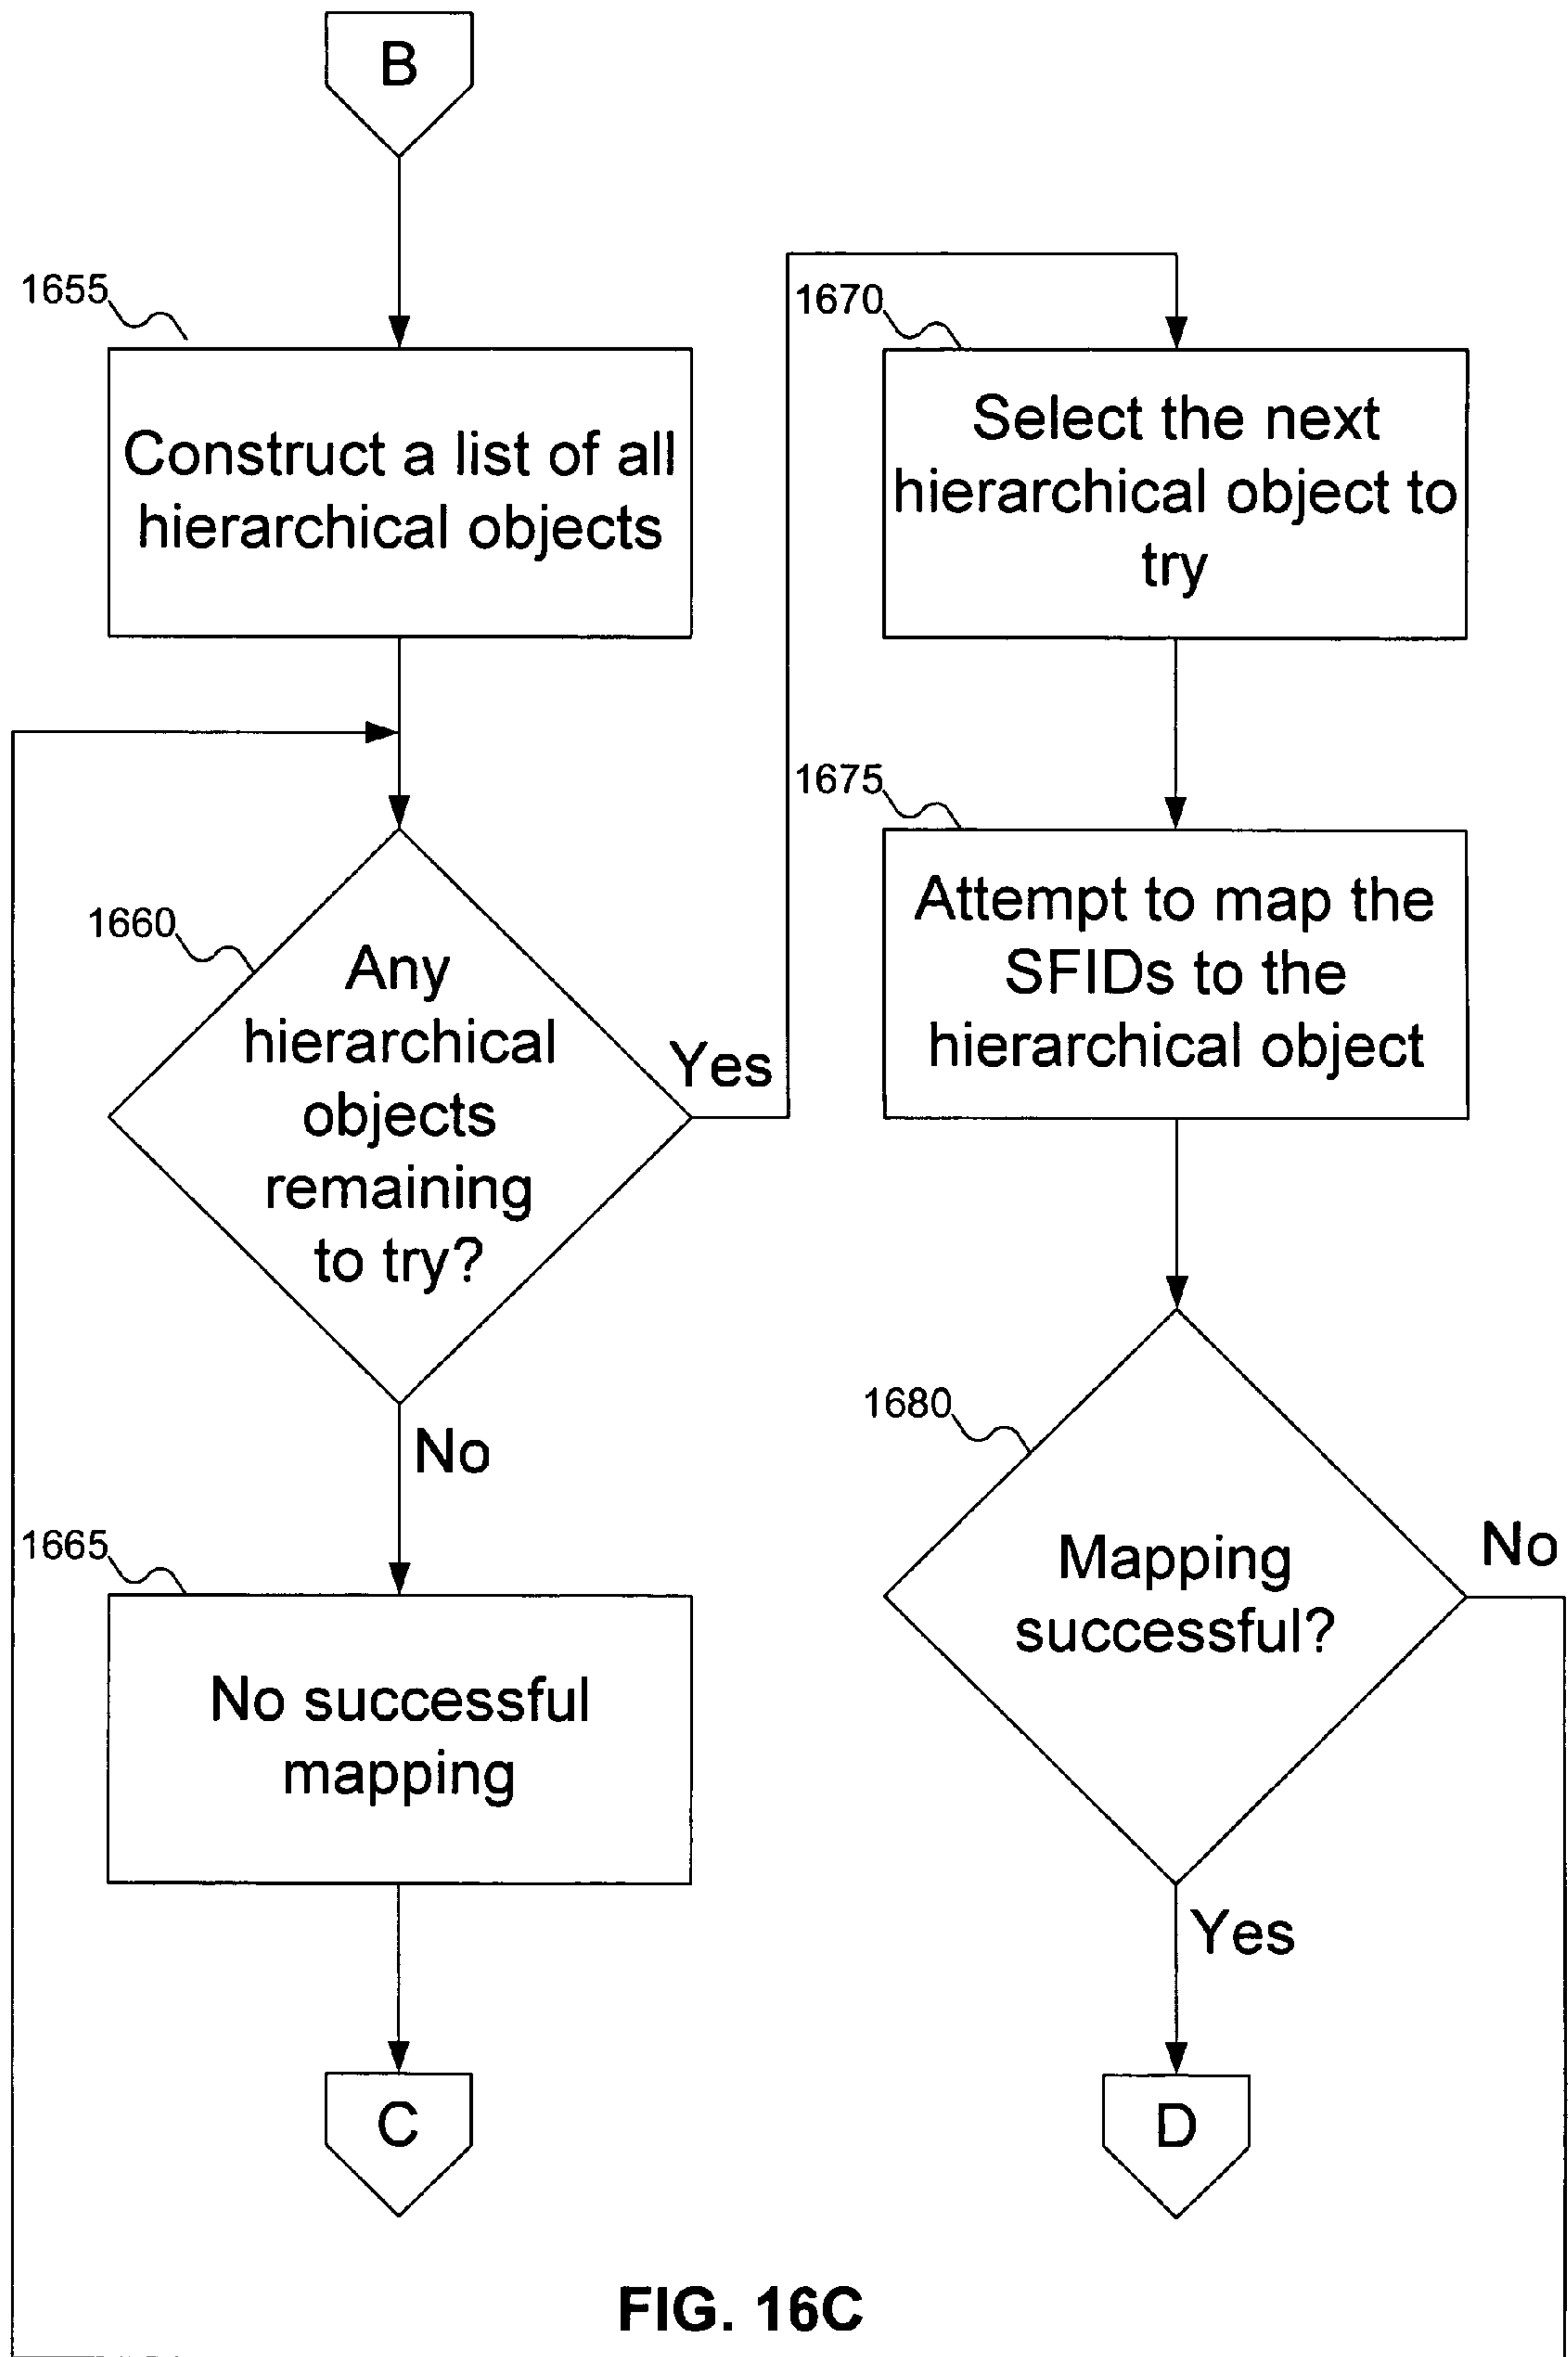 B
1655
Construct a list of all
hierarchical objects
1660
Any
hierarchical
objects
remaining
to try?
Yes
No
1665
No successful
mapping
C
1670
Select the next
hierarchical object to
try
1675
Attempt to map the
SFIDs to the
hierarchical object
1680
Mapping
successful?
No
Yes
D
FIG. 16C